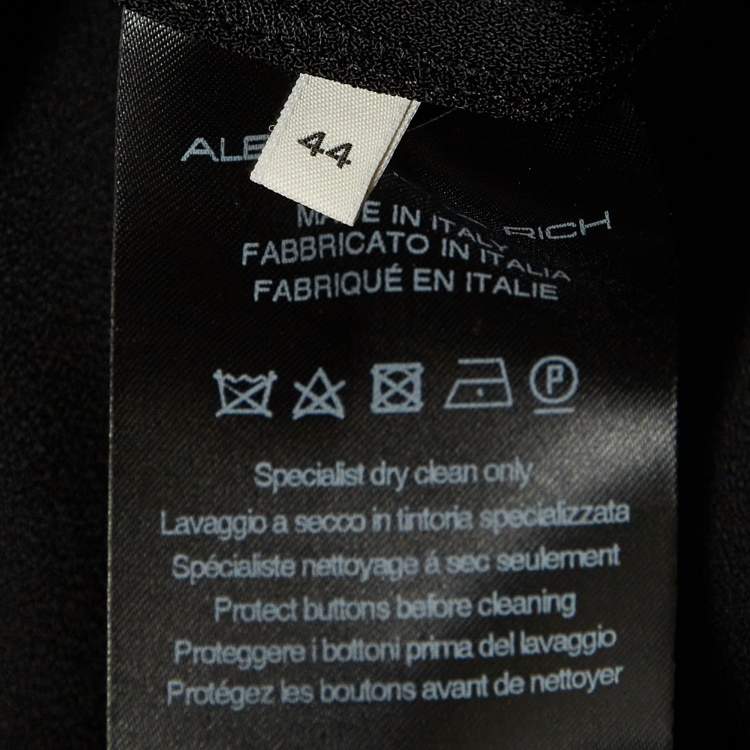 44
ALE RICH
MADE IN ITALY
FABBRICATO IN ITALIA
FABRIQUÉ EN ITALIE
P
Specialist dry clean only
Lavaggio a secco in tintoria specializzata
Spécialiste nettoyage á sec seulement
Protect buttons before cleaning
Proteggere i bottoni prima del lavaggio
Protégez les boutons avant de nettoyer